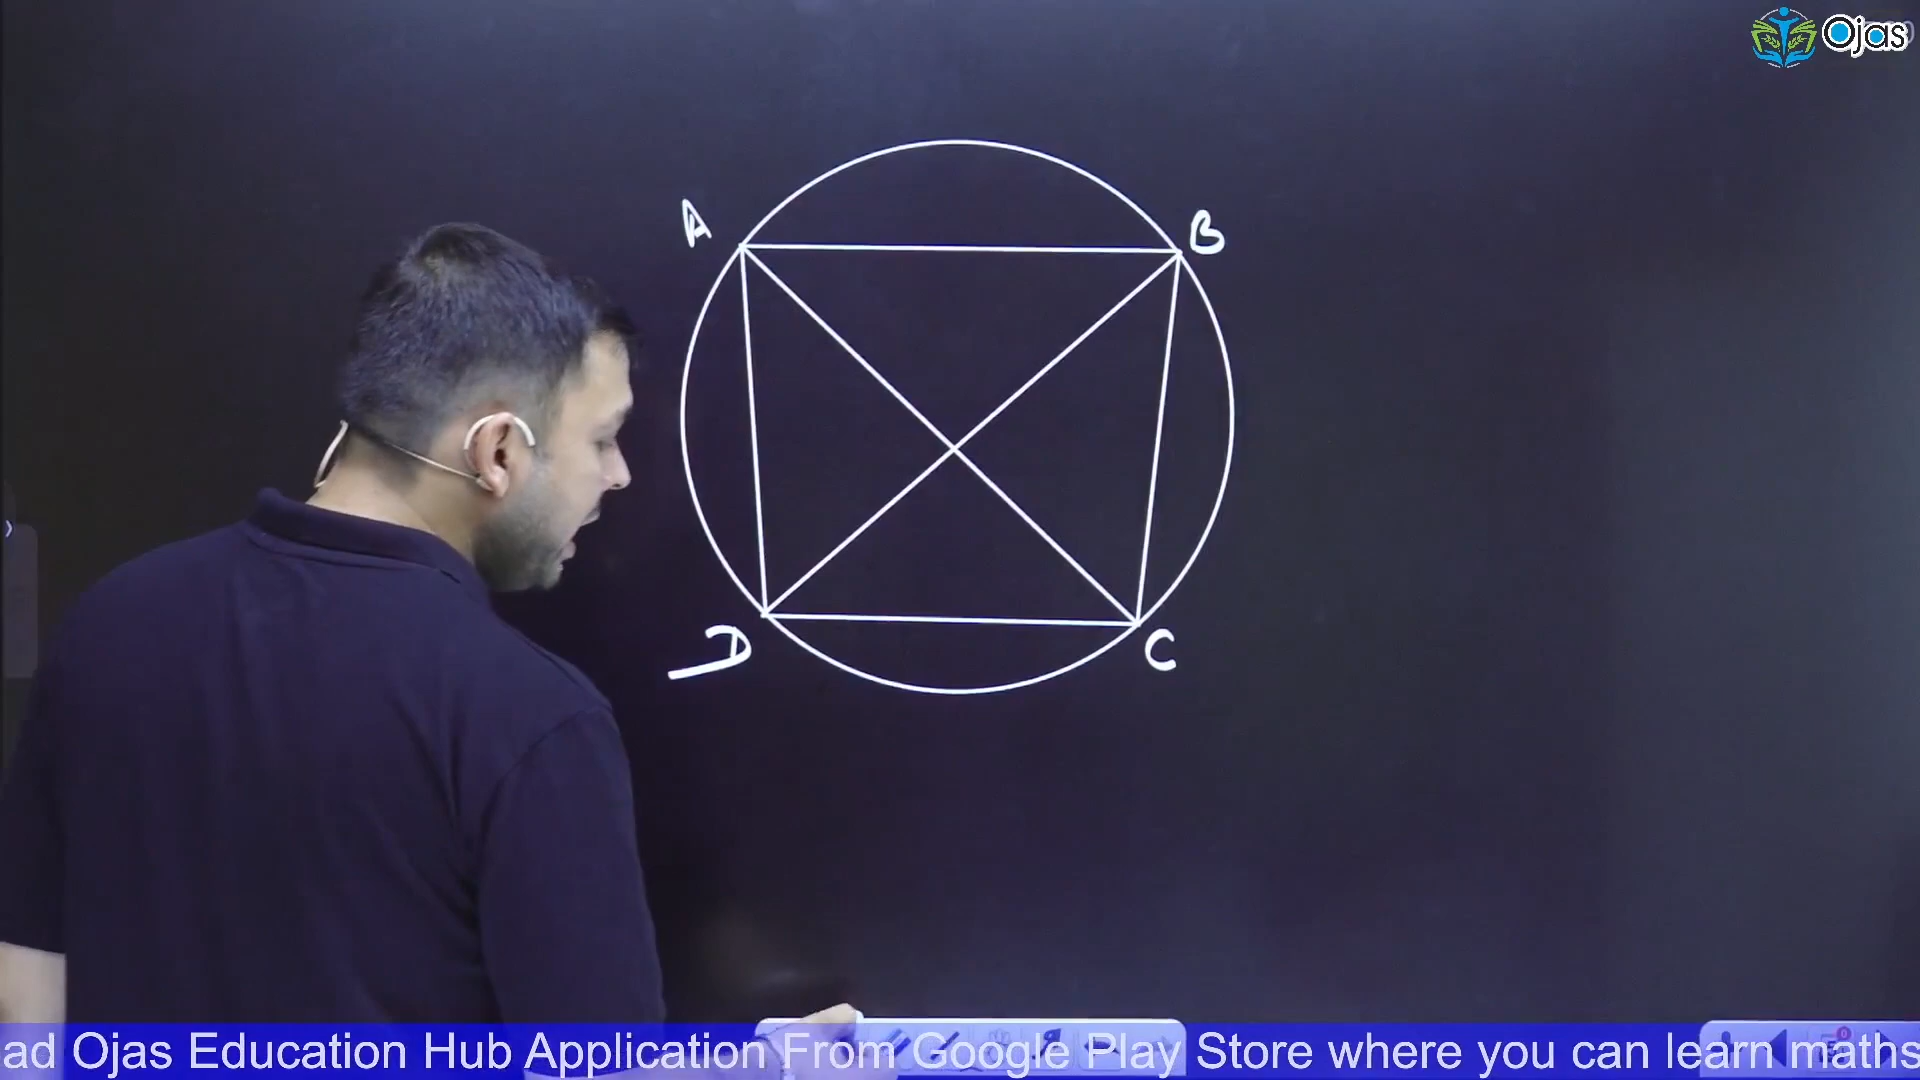 Ojas
A
B
D
C
ad Ojas Education Hub Application From Google Play Store where you can learn maths